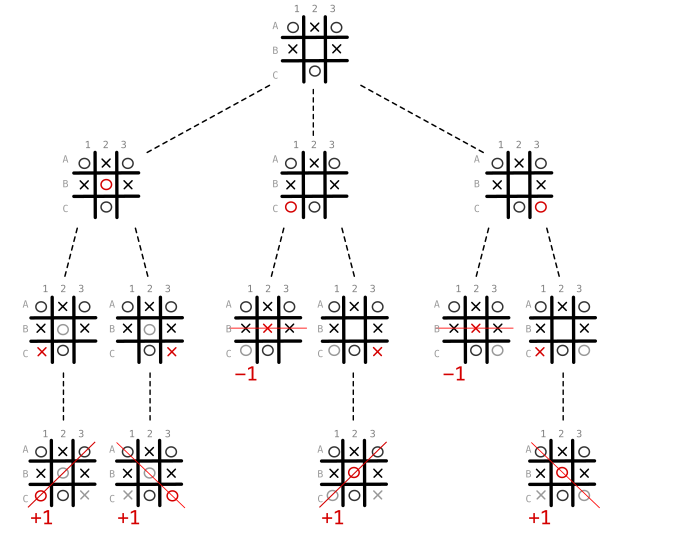 1 2 3
A O X O
B X X
C O
1 2 3
A O X O
B X O X
C O
1 2 3
A O X O
B X X
C O O
1 2 3
A O X O
B X X
C O O
1 2 3
A O X O
B X O X
C X O
1 2 3
A O X O
B X O X
C O X
1 2 3
A O X O
B X X X
C O O
−1
1 2 3
A O X O
B X X
C O O X
1 2 3
A O X O
B X X X
C O O
−1
1 2 3
A O X O
B X X
C X O O
1 2 3
A O X O
B X O X
C O O X
+1
1 2 3
A O X O
B X O X
C X O O
+1
1 2 3
A O X O
B X O X
C O O X
+1
1 2 3
A O X O
B X O X
C X O O
+1